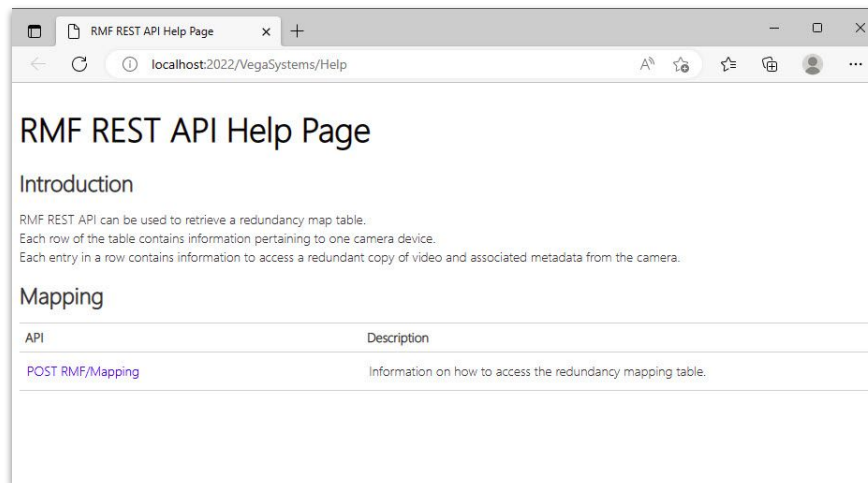 RMF REST API Help Page
localhost:2022/VegaSystems/Help
RMF REST API Help Page
Introduction
RMF REST API can be used to retrieve a redundancy map table.
Each row of the table contains information pertaining to one camera device.
Each entry in a row contains information to access a redundant copy of video and associated metadata from the camera.
Mapping
API Description
POST RMF/Mapping Information on how to access the redundancy mapping table.